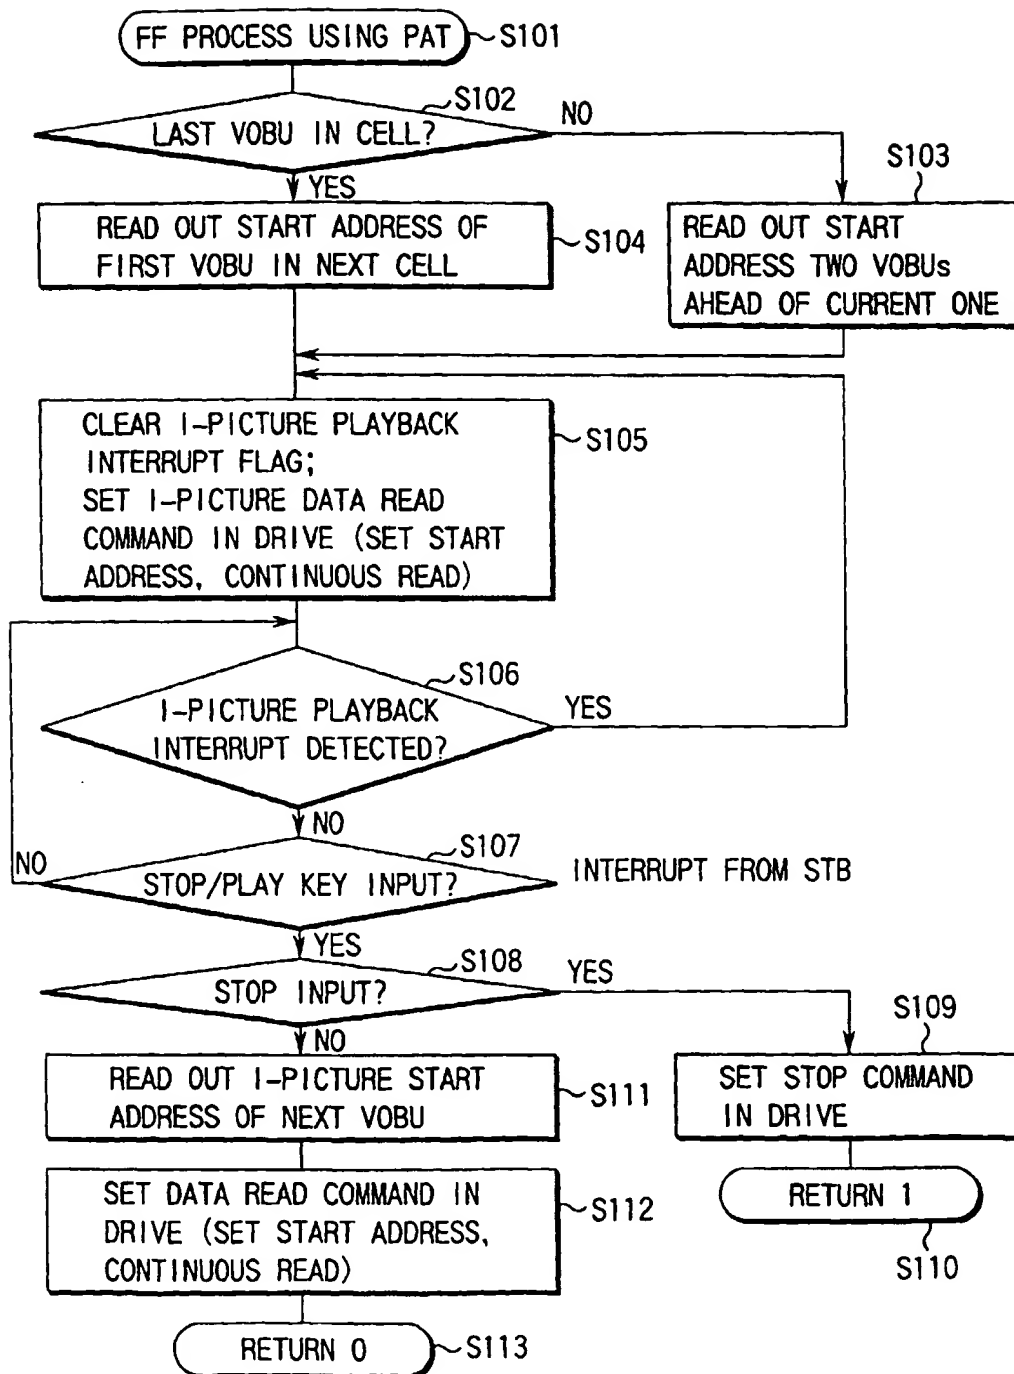 FF PROCESS USING PAT
S101
S102
LAST VOBU IN CELL?
NO
YES
S103
READ OUT START ADDRESS OF
FIRST VOBU IN NEXT CELL
S104
READ OUT START
ADDRESS TWO VOBUs
AHEAD OF CURRENT ONE
CLEAR I-PICTURE PLAYBACK
INTERRUPT FLAG;
SET I-PICTURE DATA READ
COMMAND IN DRIVE (SET START
ADDRESS, CONTINUOUS READ)
S105
S106
I-PICTURE PLAYBACK
INTERRUPT DETECTED?
YES
NO
S107
NO
STOP/PLAY KEY INPUT?
INTERRUPT FROM STB
YES
S108
STOP INPUT?
YES
NO
S109
READ OUT I-PICTURE START
ADDRESS OF NEXT VOBU
S111
SET STOP COMMAND
IN DRIVE
SET DATA READ COMMAND IN
DRIVE (SET START ADDRESS,
CONTINUOUS READ)
S112
RETURN 1
S110
RETURN 0
S113